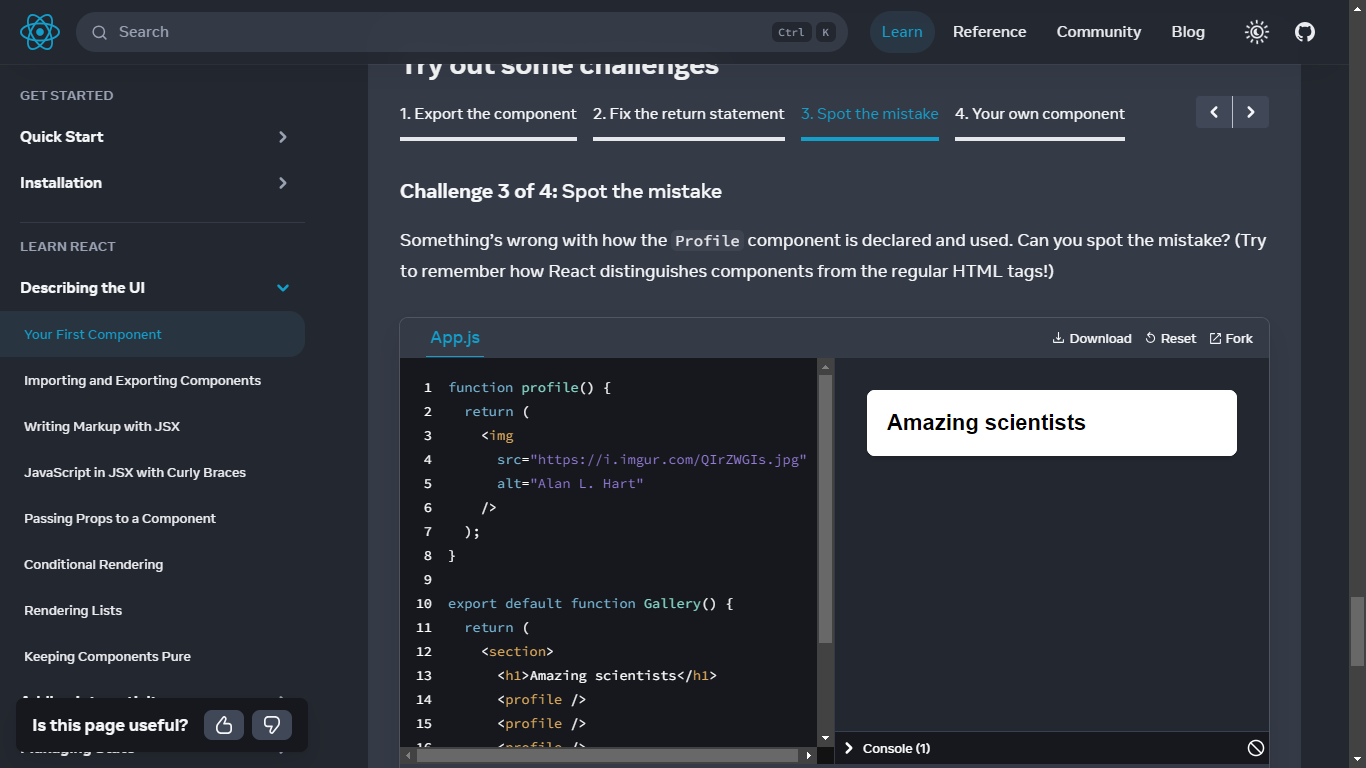 Search
Ctrl K
Learn
Reference
Community
Blog
GET STARTED
Quick Start
Installation
LEARN REACT
Describing the UI
Your First Component
Importing and Exporting Components
Writing Markup with JSX
JavaScript in JSX with Curly Braces
Passing Props to a Component
Conditional Rendering
Rendering Lists
Keeping Components Pure
Is this page useful?
Try out some challenges
1. Export the component
2. Fix the return statement
3. Spot the mistake
4. Your own component
Challenge 3 of 4: Spot the mistake
Something’s wrong with how the Profile component is declared and used. Can you spot the mistake? (Try
to remember how React distinguishes components from the regular HTML tags!)
App.js
Download
Reset
Fork
1 function profile() {
2 return (
3 <img
4 src="https://i.imgur.com/QIrZWGIs.jpg"
5 alt="Alan L. Hart"
6 />
7 );
8 }
9
10 export default function Gallery() {
11 return (
12 <section>
13 <h1>Amazing scientists</h1>
14 <profile />
15 <profile />
16 <profile />
Amazing scientists
Console (1)